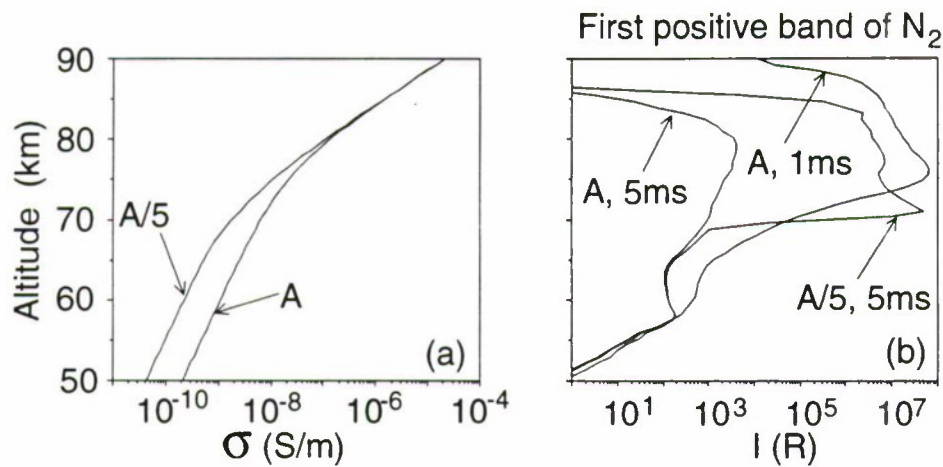 First positive band of N₂
90
80
70
60
50
Altitude (km)
A/5
A
(a)
10⁻¹⁰ 10⁻⁸ 10⁻⁶ 10⁻⁴
σ (S/m)
A, 5ms
A, 1ms
A/5, 5ms
(b)
10¹ 10³ 10⁵ 10⁷
I (R)